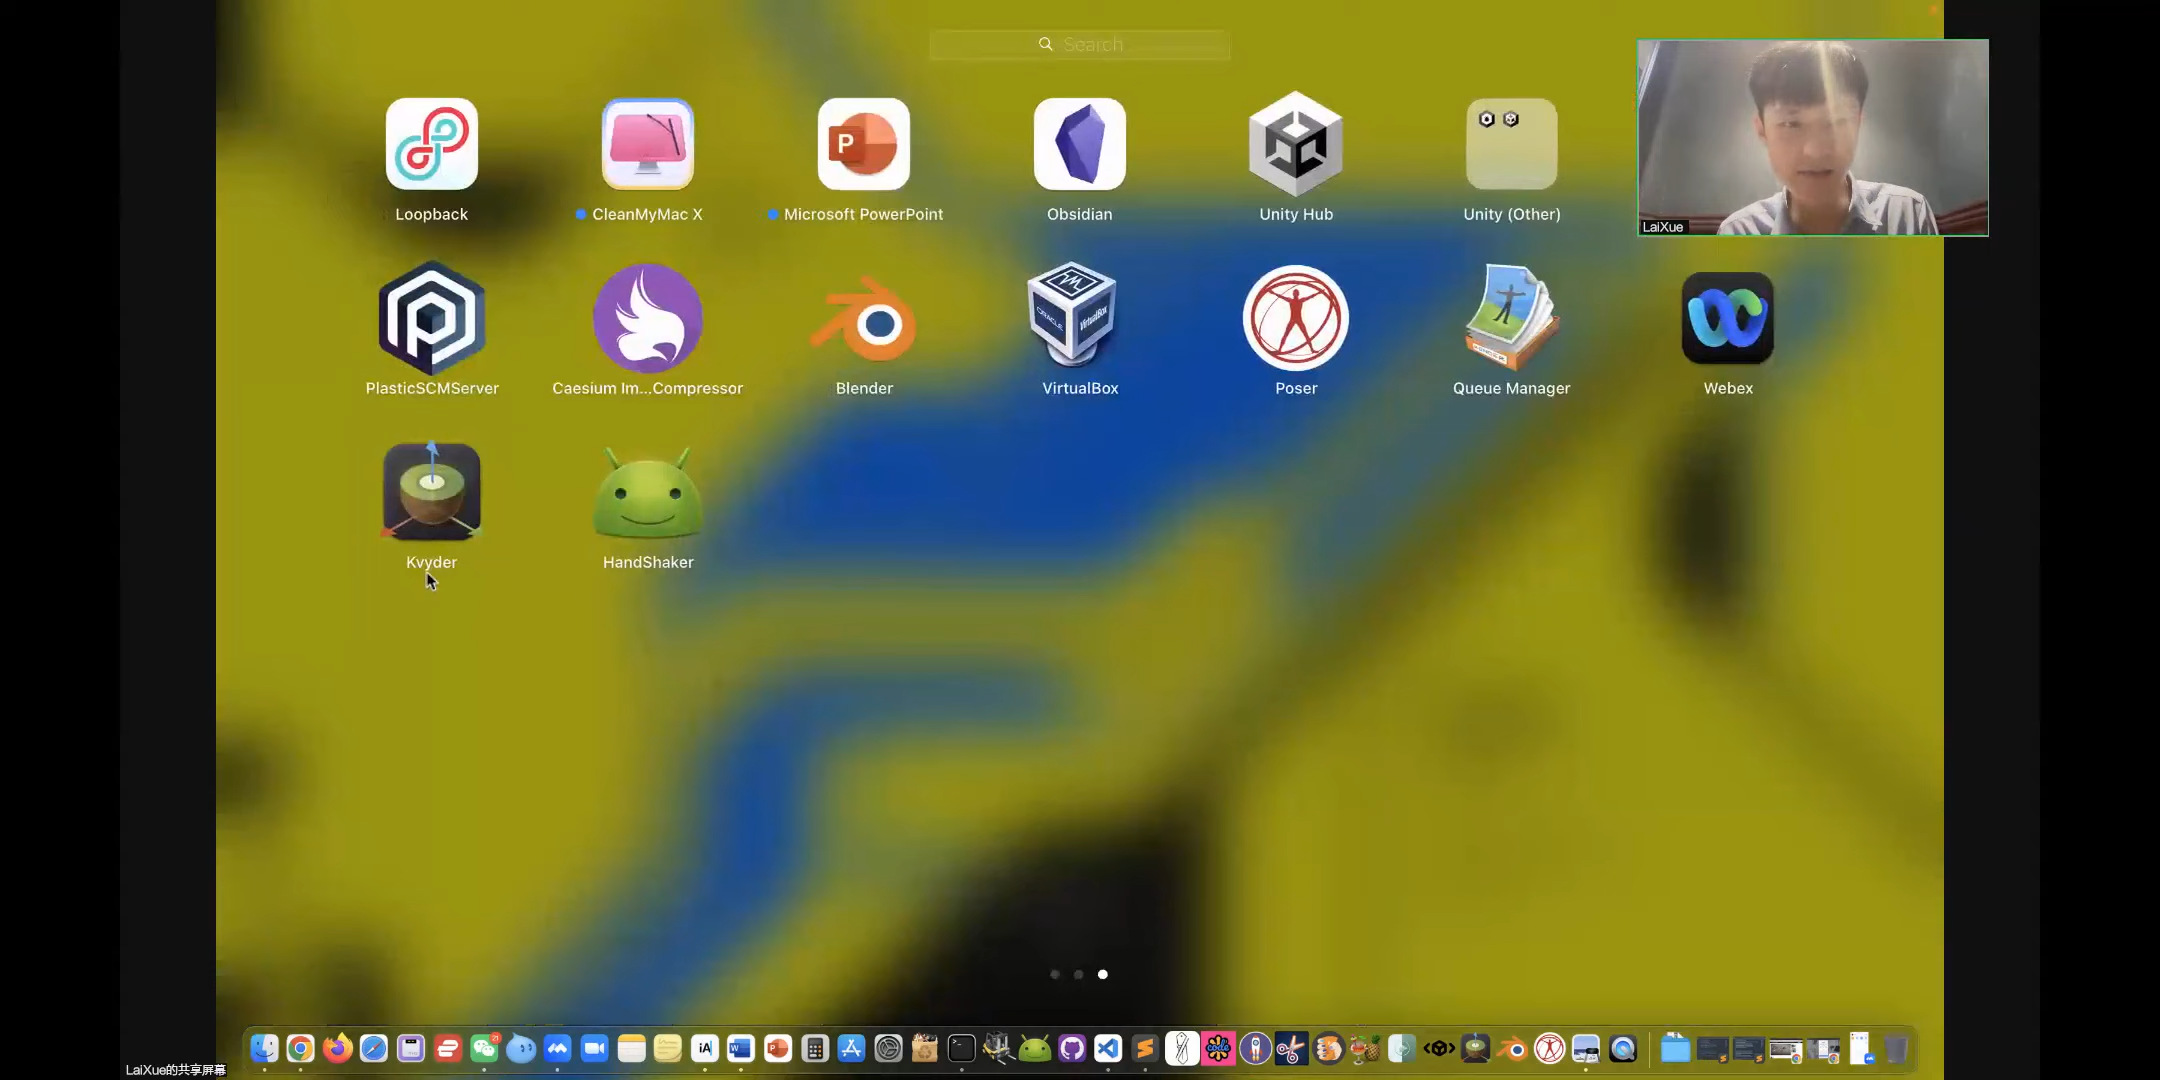 Search
Loopback
CleanMyMac X
Microsoft PowerPoint
Obsidian
Unity Hub
Unity (Other)
LaiXue
PlasticSCMServer
Caesium Im...Compressor
Blender
VirtualBox
Poser
Queue Manager
Webex
Kvyder
HandShaker
LaiXue的共享屏幕